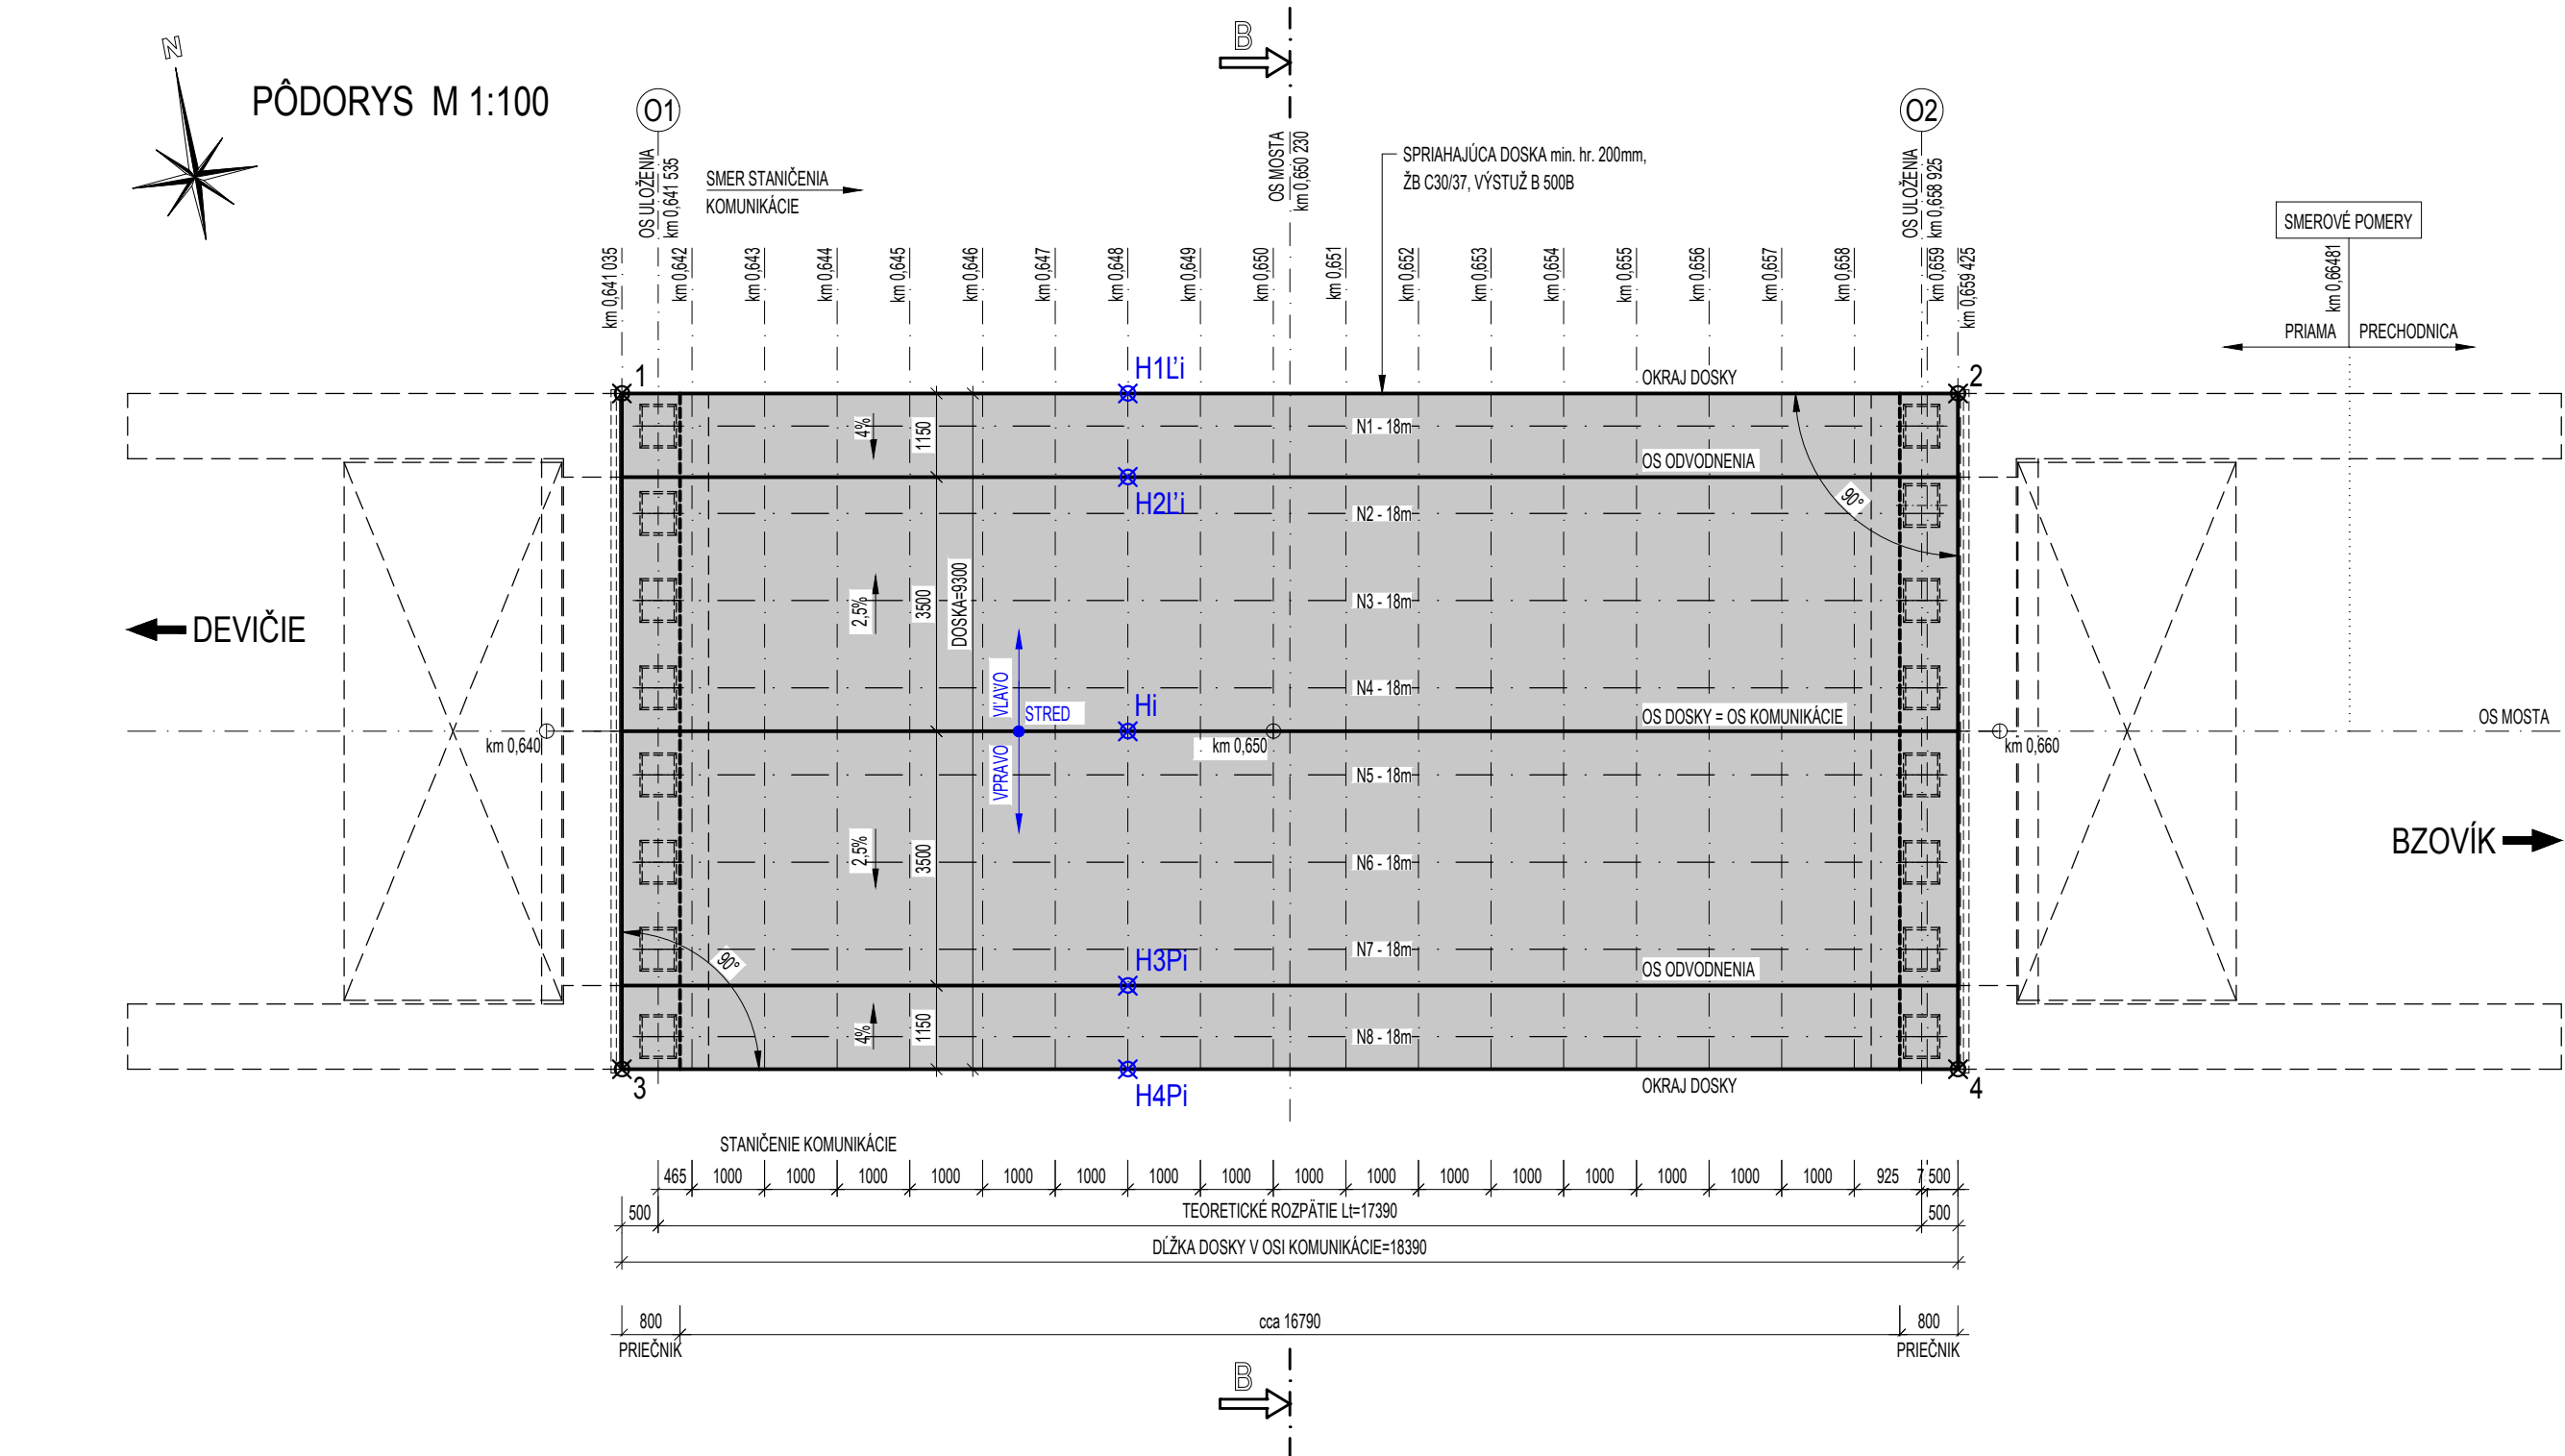 B
N
PÔDORYS M 1:100
O1
O2
OS ULOŽENIA
km 0,641 535
SMER STANIČENIA
KOMUNIKÁCIE
OS MOSTA
km 0,650 230
SPRIAHAJÚCA DOSKA min. hr. 200mm,
ŽB C30/37, VÝSTUŽ B 500B
OS ULOŽENIA
km 0,658 925
SMEROVÉ POMERY
km 0,66481
PRIAMA
PRECHODNICA
km 0,641 035
km 0,642
km 0,643
km 0,644
km 0,645
km 0,646
km 0,647
km 0,648
km 0,649
km 0,650
km 0,651
km 0,652
km 0,653
km 0,654
km 0,655
km 0,656
km 0,657
km 0,658
km 0,659
km 0,659 425
1
H1Ľi
OKRAJ DOSKY
2
4%
1150
N1 - 18m
OS ODVODNENIA
H2Ľi
90°
N2 - 18m
2,5%
3500
DOSKA=9300
N3 - 18m
DEVIČIE
VĽAVO
STRED
N4 - 18m
Hi
OS DOSKY = OS KOMUNIKÁCIE
OS MOSTA
km 0,640
km 0,650
km 0,660
VPRAVO
N5 - 18m
2,5%
3500
N6 - 18m
BZOVÍK
90°
N7 - 18m
H3Pi
OS ODVODNENIA
4%
1150
N8 - 18m
3
H4Pi
OKRAJ DOSKY
4
STANIČENIE KOMUNIKÁCIE
465 1000 1000 1000 1000 1000 1000 1000 1000 1000 1000 1000 1000 1000 1000 1000 1000 925 7 500
500 TEORETICKÉ ROZPÄTIE Lt=17390 500
DĹŽKA DOSKY V OSI KOMUNIKÁCIE=18390
800 cca 16790 800
PRIEČNIK PRIEČNIK
B